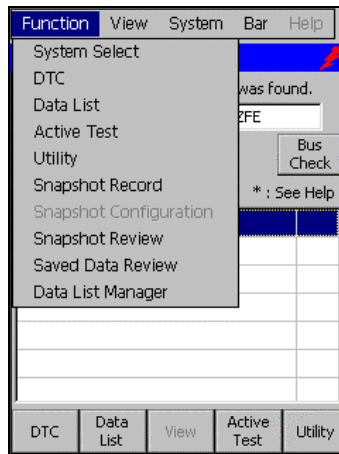 Function View System Bar Help
System Select
DTC
was found.
Data List
ZFE
Active Test
Bus
Check
Utility
Snapshot Record
* : See Help
Snapshot Configuration
Snapshot Review
Saved Data Review
Data List Manager
DTC
Data
List
View
Active
Test
Utility